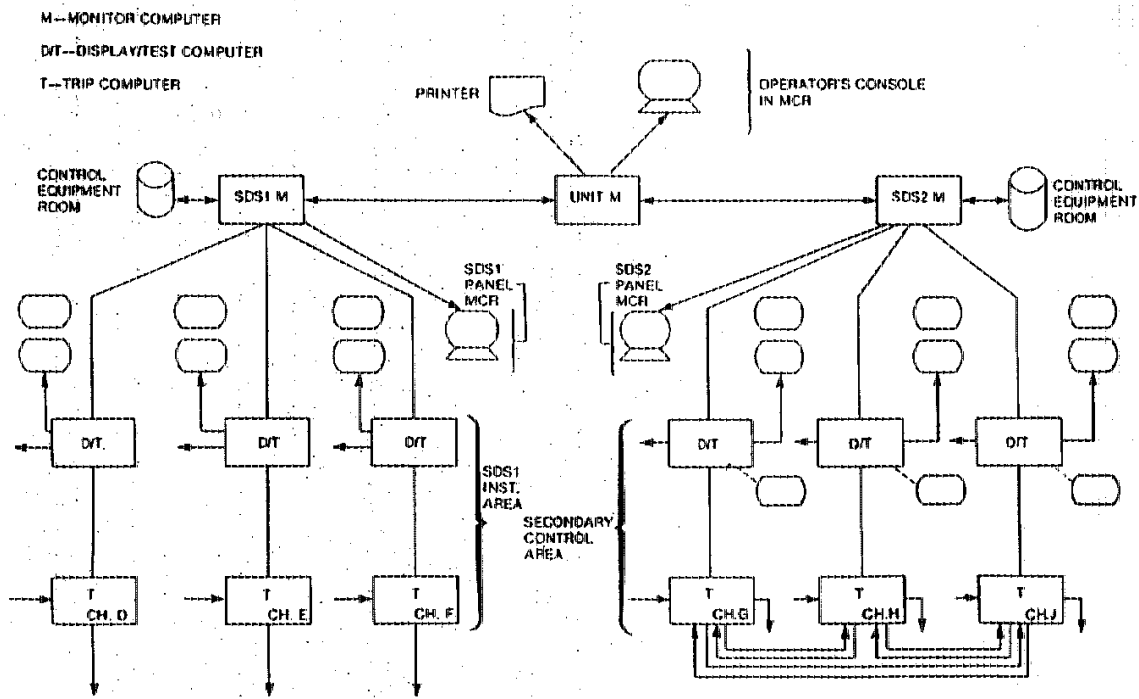 M--MONITOR COMPUTER
D/T--DISPLAY/TEST COMPUTER
T--TRIP COMPUTER
PRINTER
OPERATOR'S CONSOLE
IN MCR
CONTROL
EQUIPMENT
ROOM
SDS1 M
UNIT M
SDS2 M
CONTROL
EQUIPMENT
ROOM
SDS1
PANEL
MCR
SDS2
PANEL
MCR
D/T
D/T
D/T
D/T
D/T
D/T
SDS1
INST.
AREA
SECONDARY
CONTROL
AREA
T
CH. D
T
CH. E
T
CH. F
T
CH.G
T
CH.H
T
CH.J